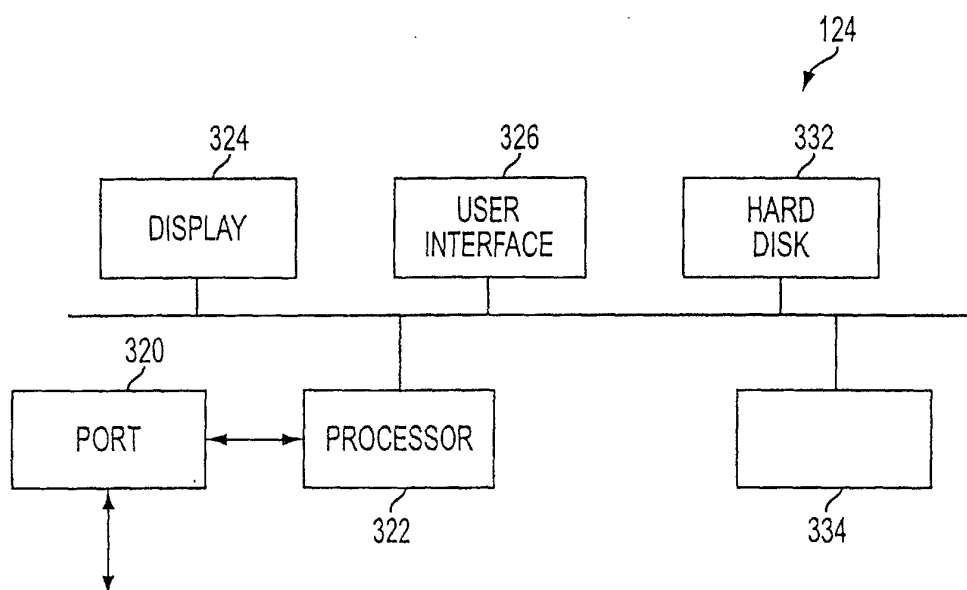 124
324
326
332
DISPLAY
USER
INTERFACE
HARD
DISK
320
PORT
PROCESSOR
322
334